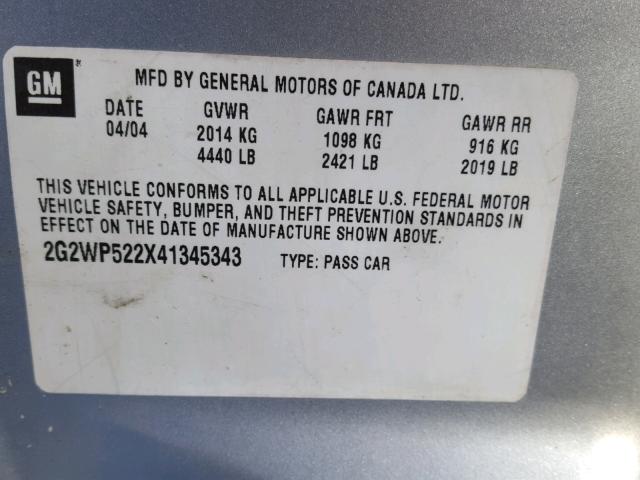 GM
MFD BY GENERAL MOTORS OF CANADA LTD.
DATE GVWR GAWR FRT GAWR RR
04/04 2014 KG 1098 KG 916 KG
4440 LB 2421 LB 2019 LB
THIS VEHICLE CONFORMS TO ALL APPLICABLE U.S. FEDERAL MOTOR
VEHICLE SAFETY, BUMPER, AND THEFT PREVENTION STANDARDS IN
EFFECT ON THE DATE OF MANUFACTURE SHOWN ABOVE.
2G2WP522X41345343 TYPE: PASS CAR